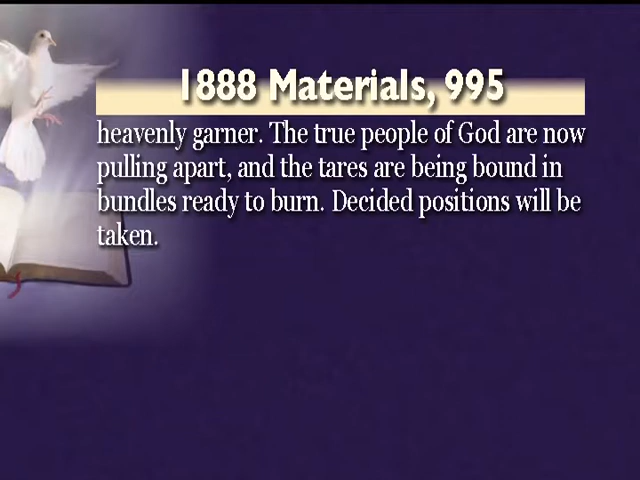 1888 Materials, 995
heavenly garner. The true people of God are now
pulling apart, and the tares are being bound in
bundles ready to burn. Decided positions will be
taken.